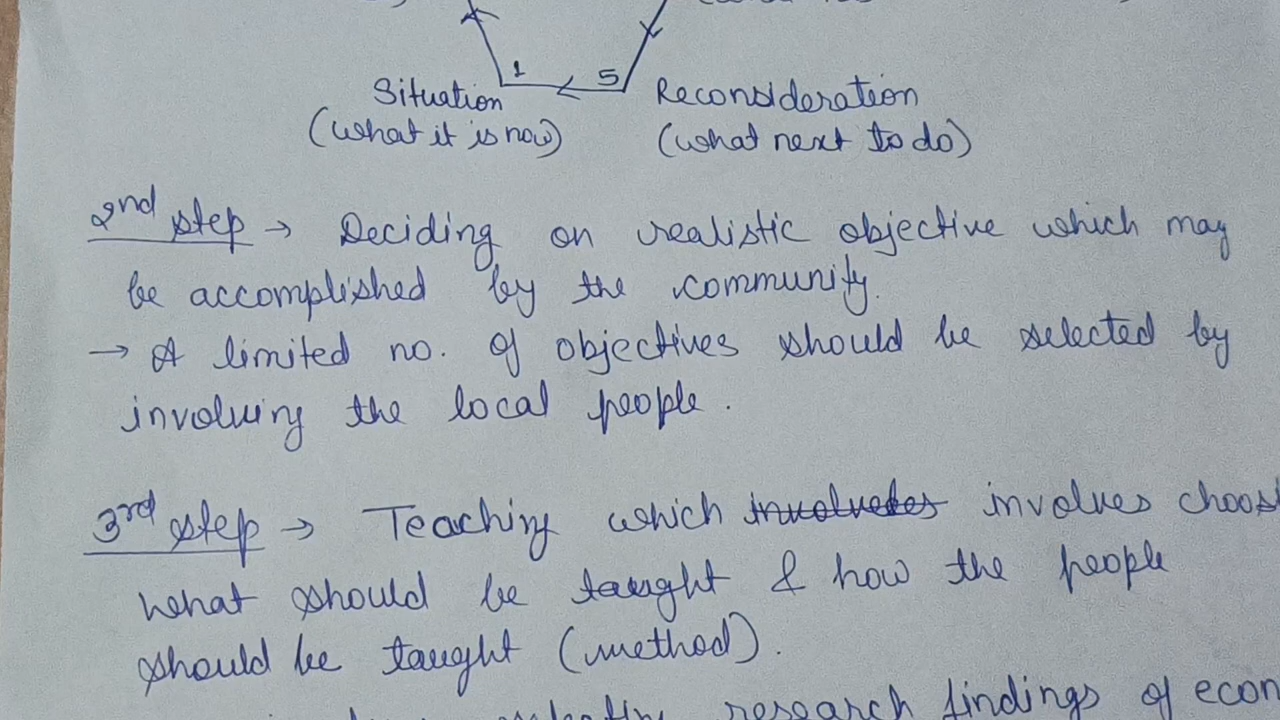 1 5
Situation Reconsideration
(what it is now) (what next to do)
2nd step → Deciding on realistic objective which may
be accomplished by the community.
→ A limited no. of objectives should be selected by
involving the local people.
3rd step → Teaching which involvedes involves choos
what should be taught & how the people
should be taught (method).
research findings of econ